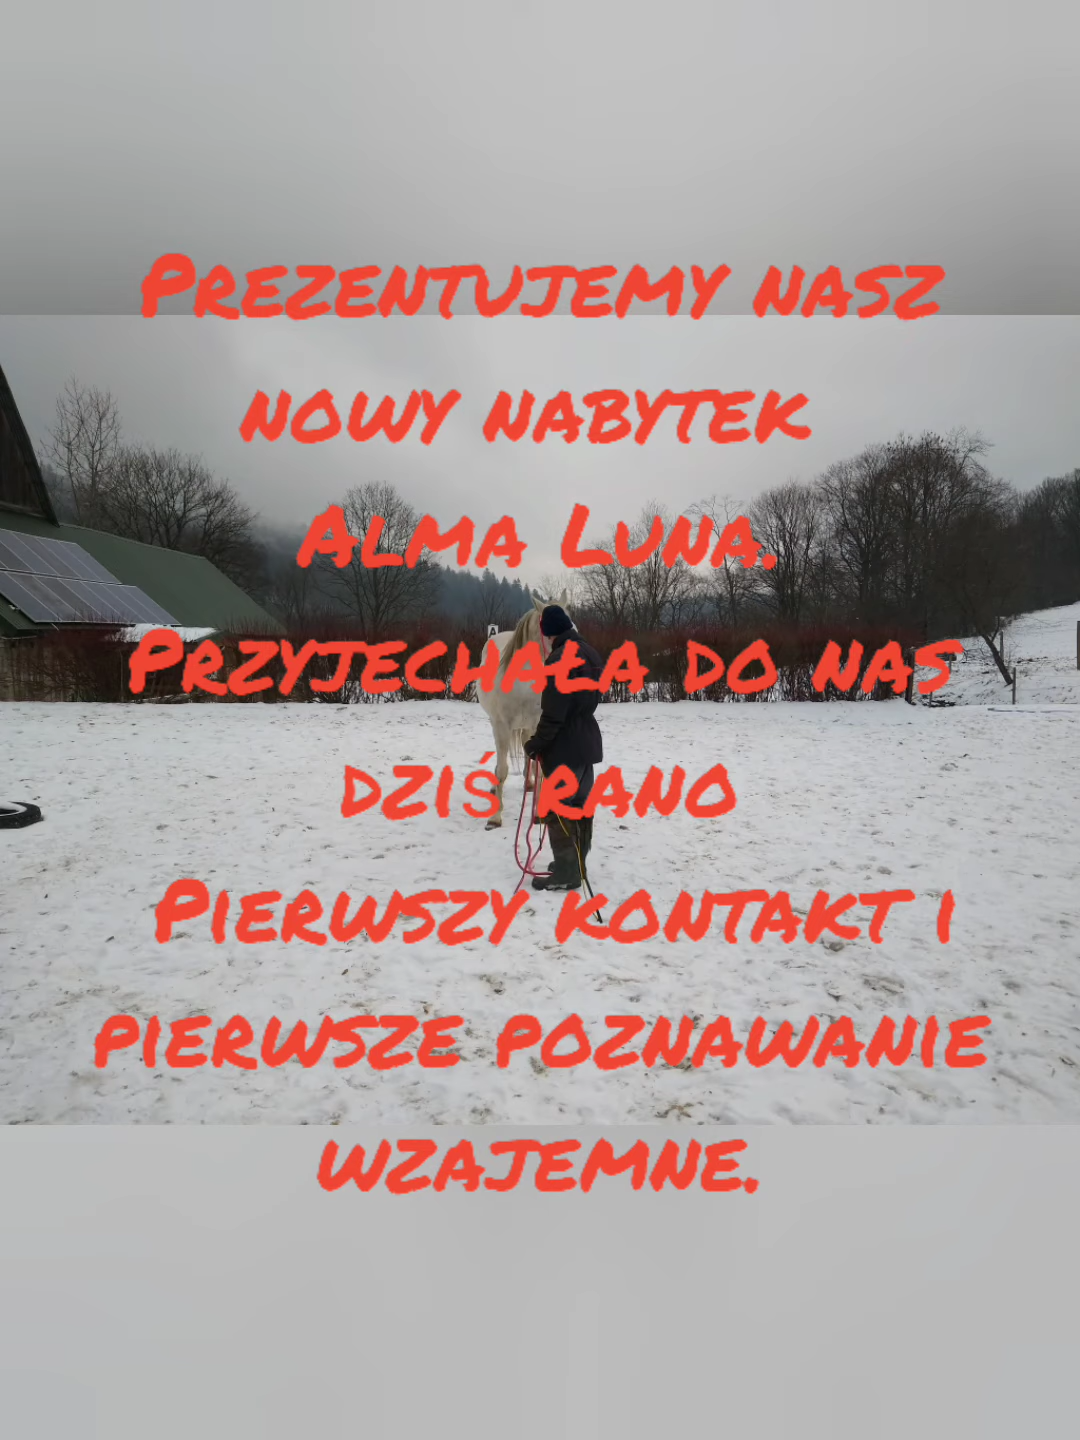 Prezentujemy nasz
nowy nabytek
Alma Luna.
Przyjechała do nas
dziś rano
Pierwszy kontakt i
pierwsze poznawanie
wzajemne.
A